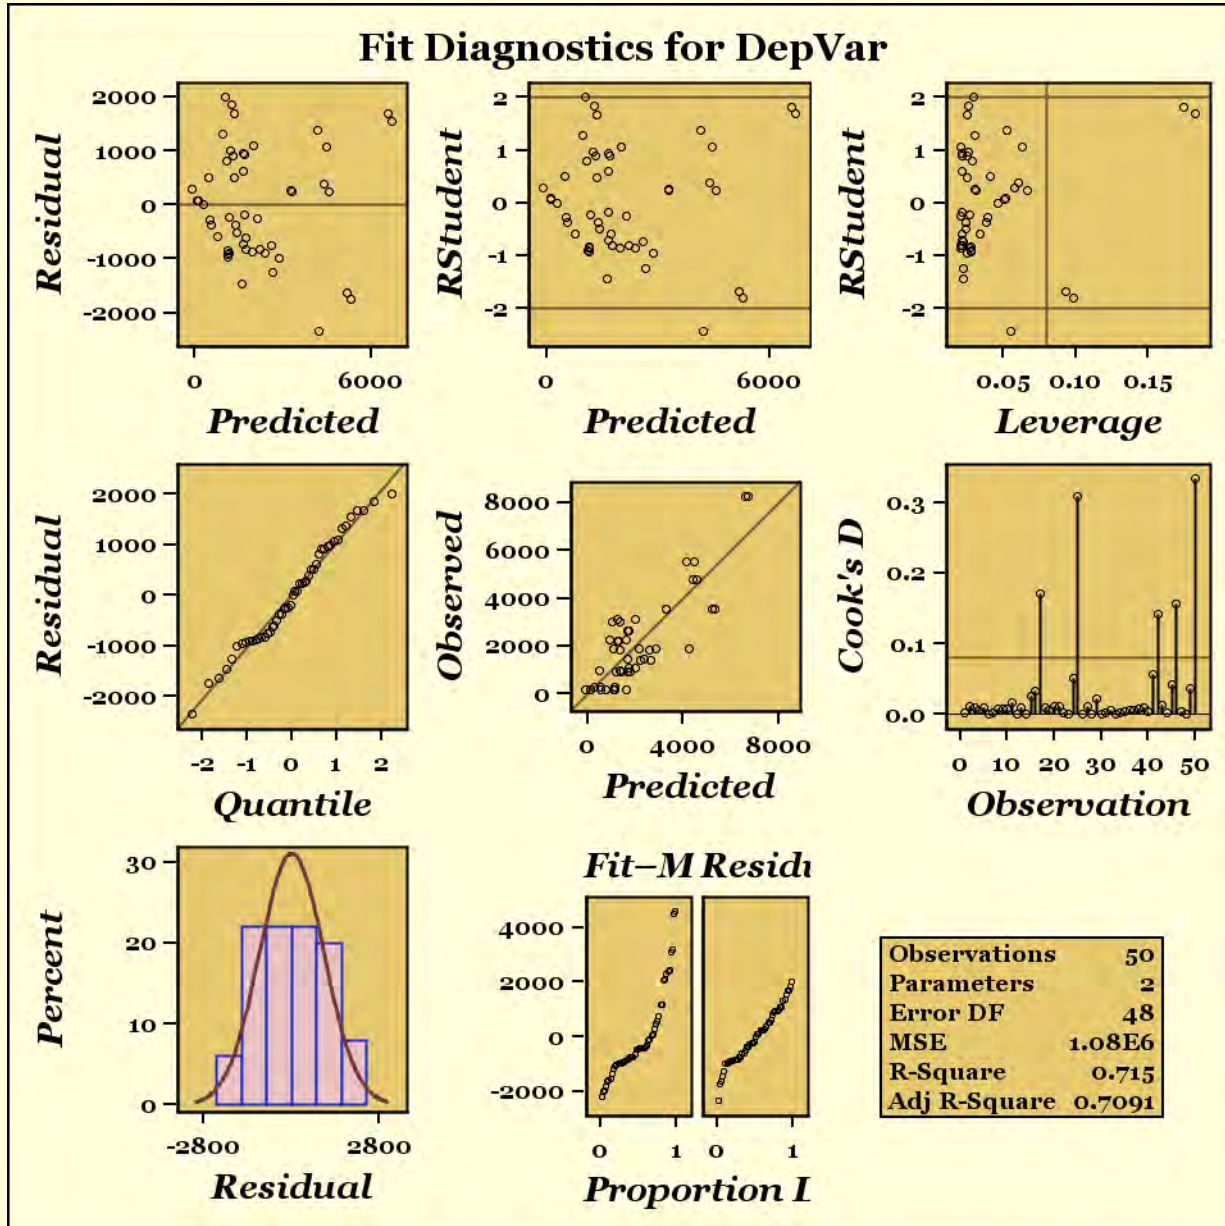 Fit Diagnostics for DepVar
Residual
2000
1000
0
-1000
-2000
0 6000
Predicted
RStudent
2
1
0
-1
-2
0 6000
Predicted
RStudent
2
1
0
-1
-2
0.05 0.10 0.15
Leverage
Residual
2000
1000
0
-1000
-2000
-2 -1 0 1 2
Quantile
Observed
8000
6000
4000
2000
0
0 4000 8000
Predicted
Cook's D
0.3
0.2
0.1
0.0
0 10 20 30 40 50
Observation
Percent
30
20
10
0
-2800 2800
Residual
Fit–M Residu
4000
2000
0
-2000
0 1 0 1
Proportion L
Observations 50
Parameters 2
Error DF 48
MSE 1.08E6
R-Square 0.715
Adj R-Square 0.7091